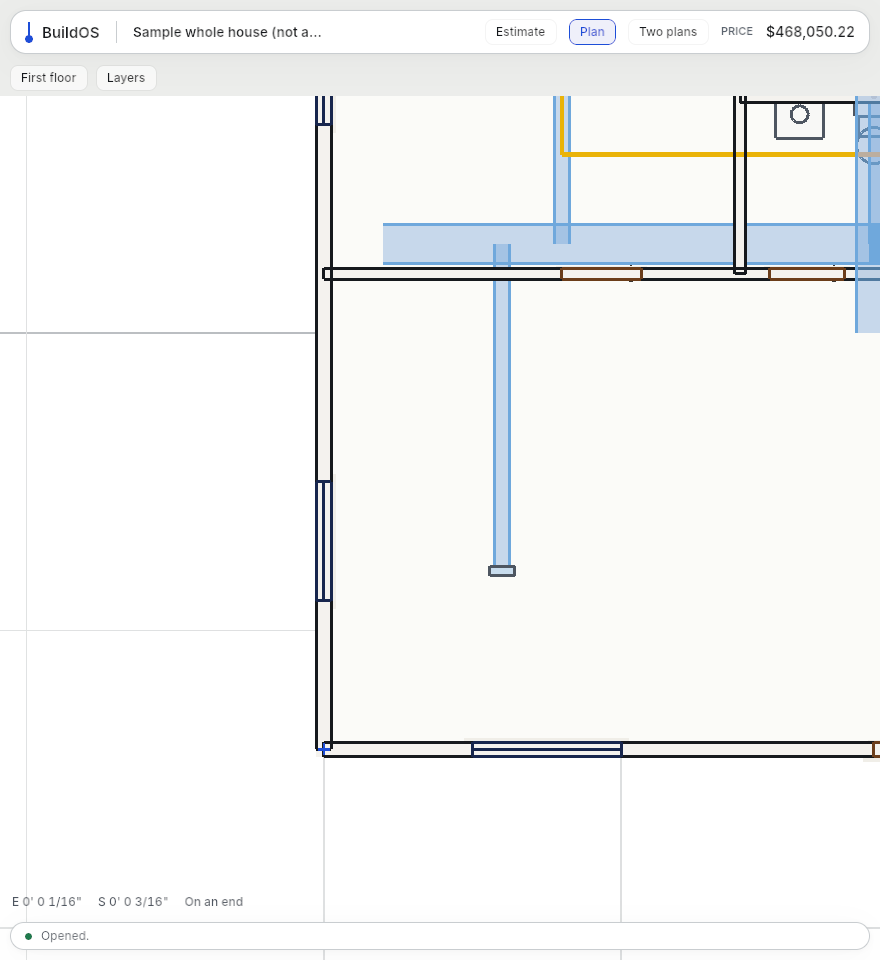 BuildOS
Sample whole house (not a...
Estimate
Plan
Two plans
PRICE
$468,050.22
First floor
Layers
E 0' 0 1/16"
S 0' 0 3/16"
On an end
Opened.